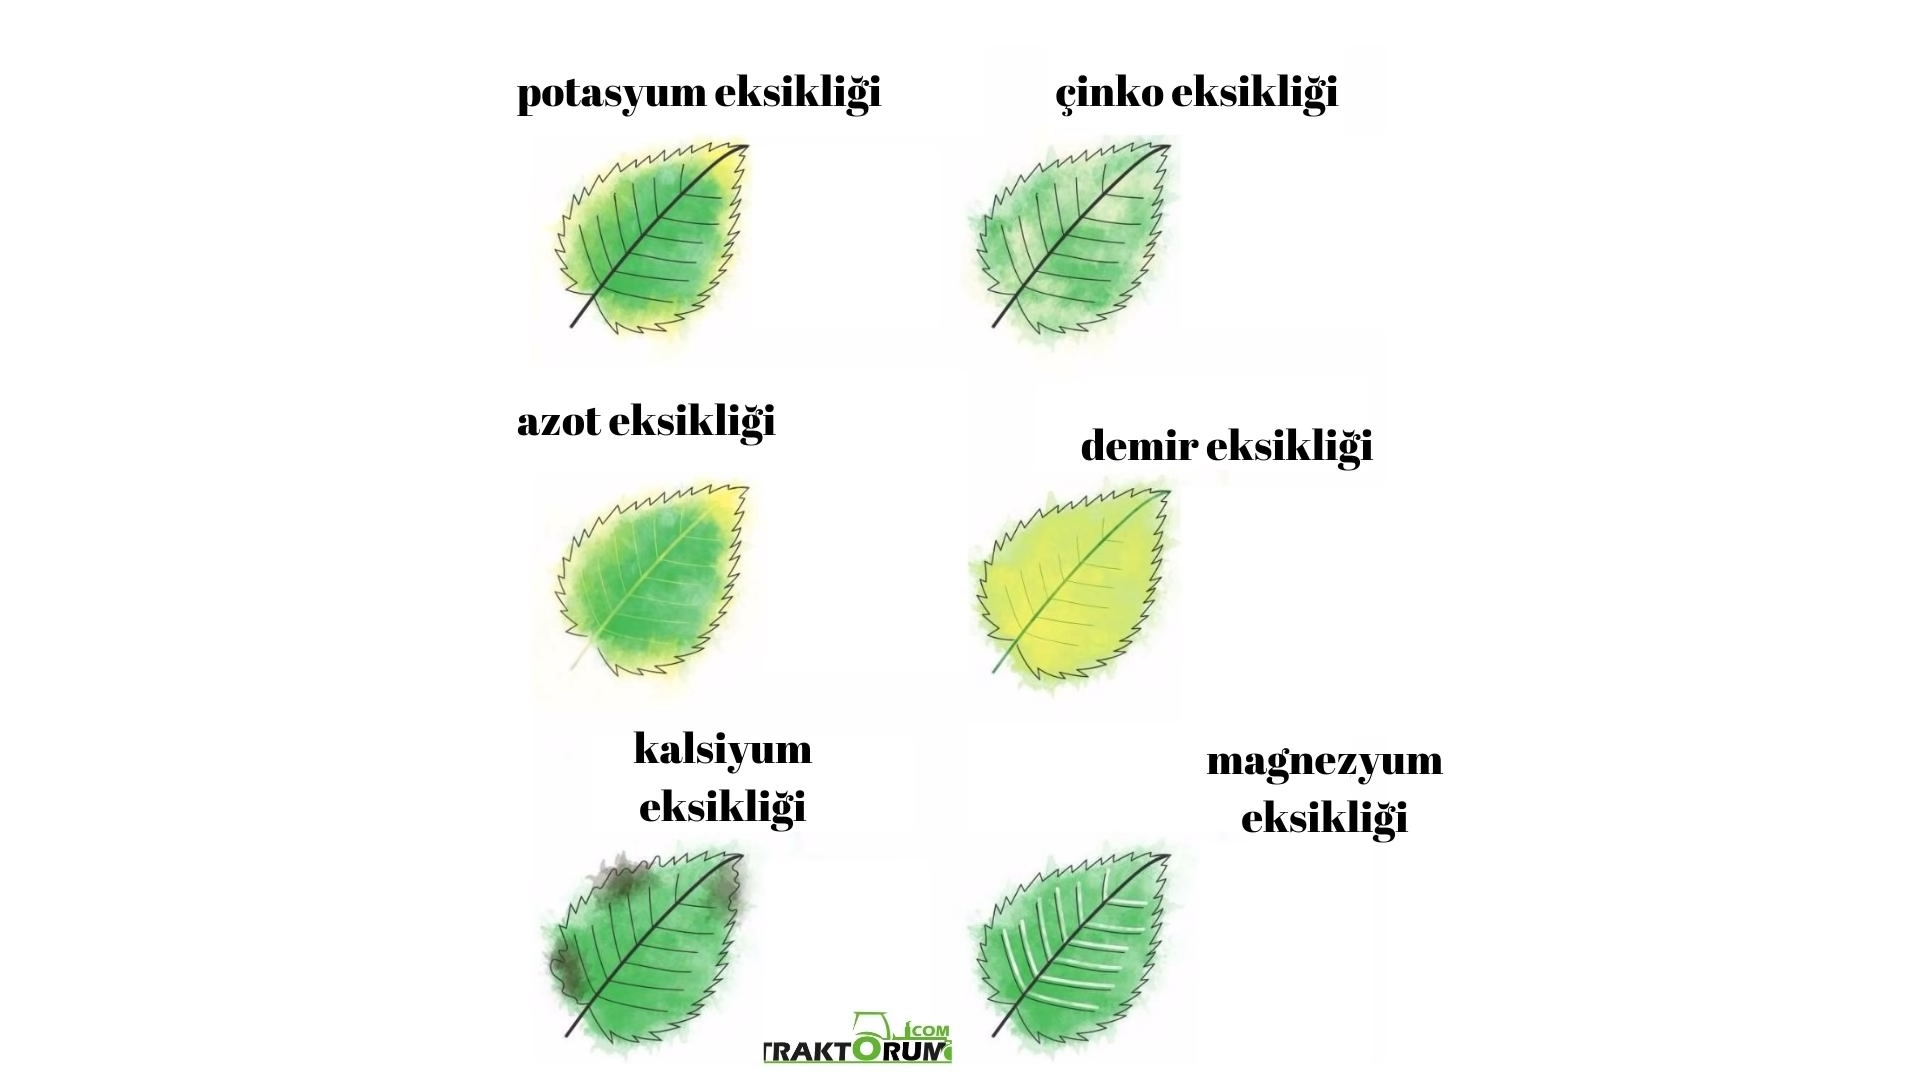 potasyum eksikliği
çinko eksikliği
azot eksikliği
demir eksikliği
kalsiyum
eksikliği
magnezyum
eksikliği
TRAKTORUM
.COM